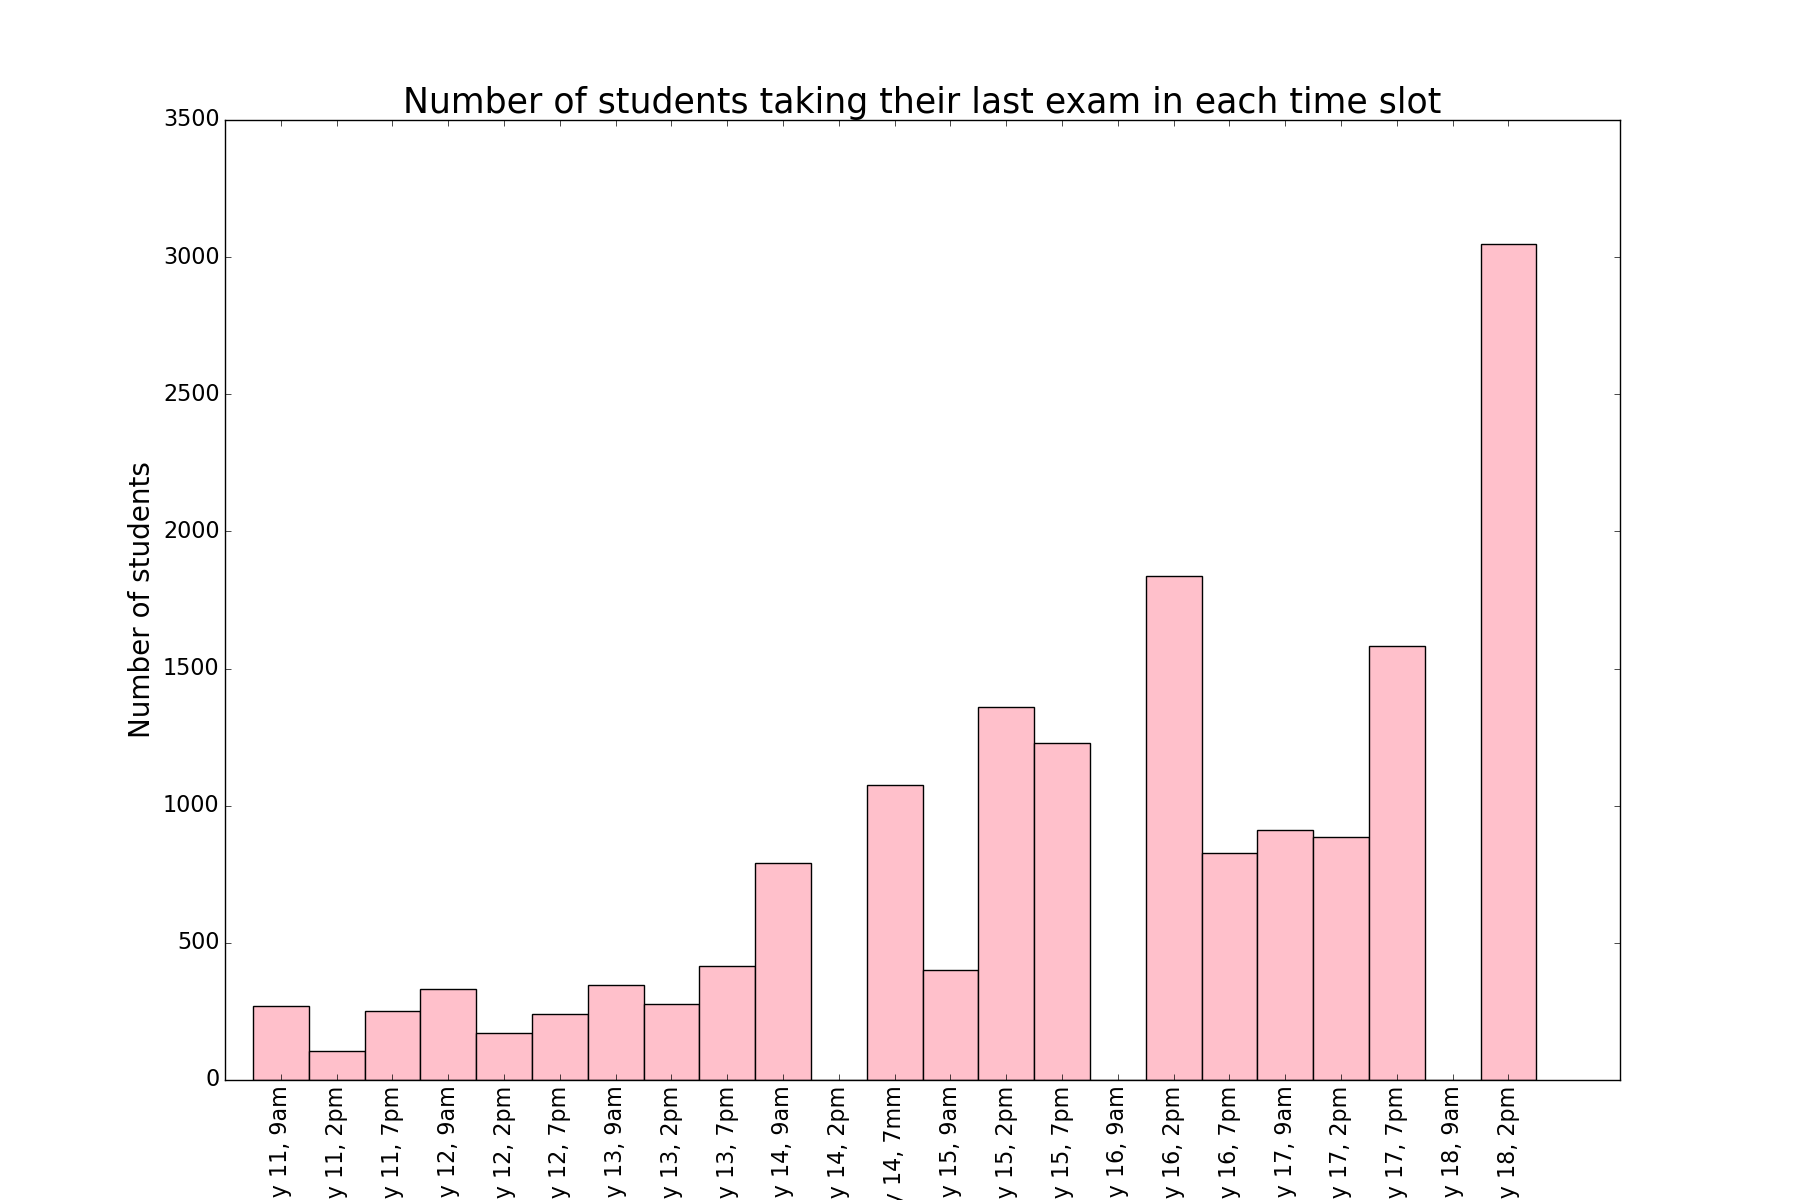 Number of students taking their last exam in each time slot
Number of students
3500
3000
2500
2000
1500
1000
500
0
y 11, 9am
y 11, 2pm
y 11, 7pm
y 12, 9am
y 12, 2pm
y 12, 7pm
y 13, 9am
y 13, 2pm
y 13, 7pm
y 14, 9am
y 14, 2pm
y 14, 7mm
y 15, 9am
y 15, 2pm
y 15, 7pm
y 16, 9am
y 16, 2pm
y 16, 7pm
y 17, 9am
y 17, 2pm
y 17, 7pm
y 18, 9am
y 18, 2pm